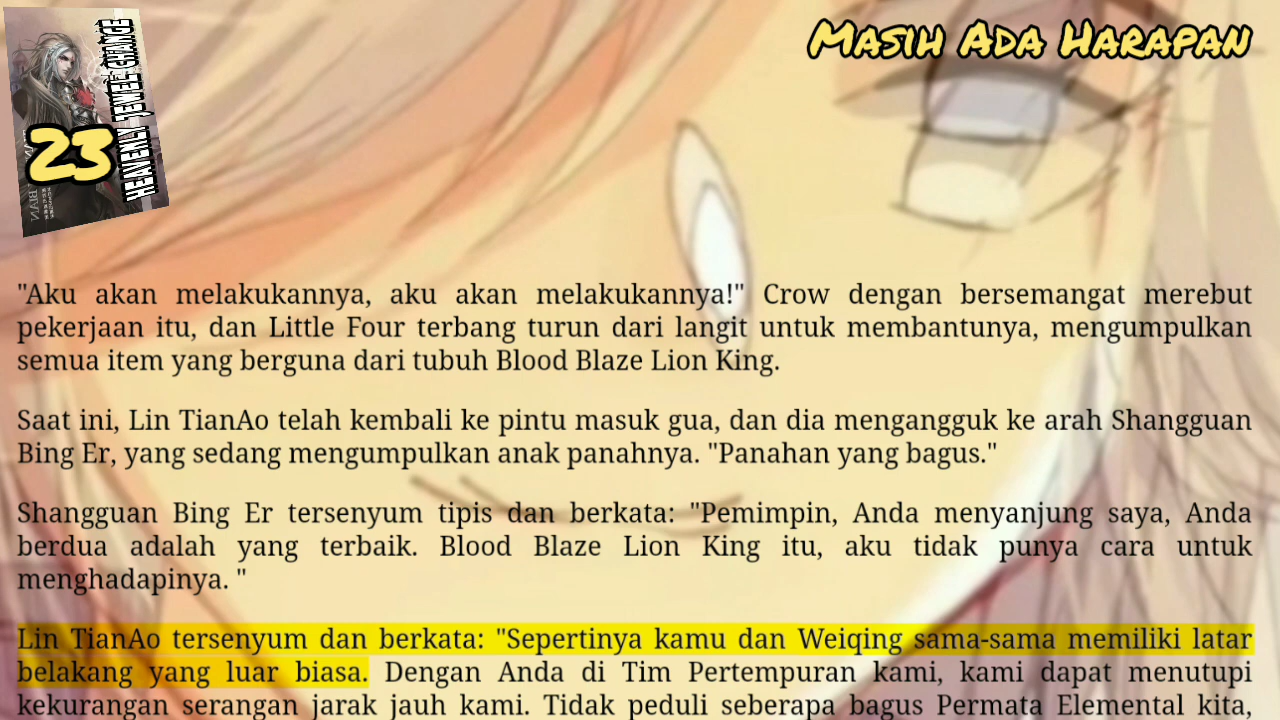 HEAVENLY JEWEL CHANGE
23
Masih Ada Harapan
"Aku akan melakukannya, aku akan melakukannya!" Crow dengan bersemangat merebut
pekerjaan itu, dan Little Four terbang turun dari langit untuk membantunya, mengumpulkan
semua item yang berguna dari tubuh Blood Blaze Lion King.
Saat ini, Lin TianAo telah kembali ke pintu masuk gua, dan dia mengangguk ke arah Shangguan
Bing Er, yang sedang mengumpulkan anak panahnya. "Panahan yang bagus."
Shangguan Bing Er tersenyum tipis dan berkata: "Pemimpin, Anda menyanjung saya, Anda
berdua adalah yang terbaik. Blood Blaze Lion King itu, aku tidak punya cara untuk
menghadapinya. "
Lin TianAo tersenyum dan berkata: "Sepertinya kamu dan Weiqing sama-sama memiliki latar
belakang yang luar biasa. Dengan Anda di Tim Pertempuran kami, kami dapat menutupi
kekurangan serangan jarak jauh kami. Tidak peduli seberapa bagus Permata Elemental kita,